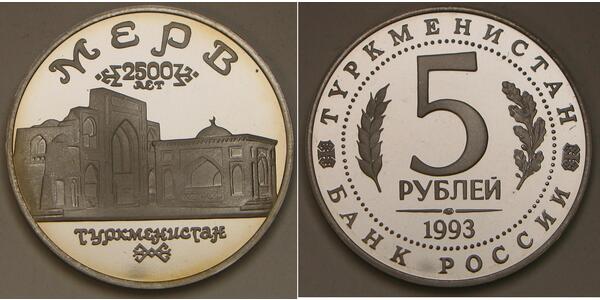 МЕРВ
2500
ЛЕТ
Туркменистан
ТУРКМЕНИСТАН
5
РУБЛЕЙ
1993
БАНК РОССИИ